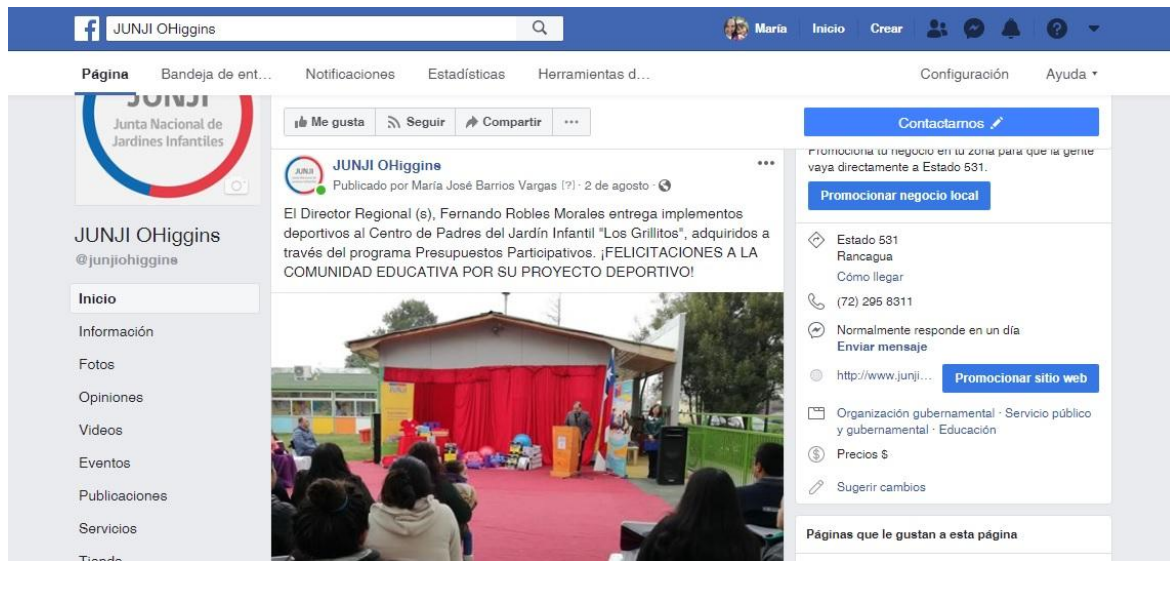 JUNJI OHiggins
María
Inicio
Crear
Página
Bandeja de ent...
Notificaciones
Estadísticas
Herramientas d...
Configuración
Ayuda
JUNJI
Junta Nacional de
Jardines Infantiles
JUNJI OHiggins
@junjiohiggins
Inicio
Información
Fotos
Opiniones
Videos
Eventos
Publicaciones
Servicios
Tienda
Me gusta
Seguir
Compartir
...
JUNJI
JUNJI OHiggins
Publicado por María José Barrios Vargas [?] · 2 de agosto ·
El Director Regional (s), Fernando Robles Morales entrega implementos
deportivos al Centro de Padres del Jardín Infantil "Los Grillitos", adquiridos a
través del programa Presupuestos Participativos. ¡FELICITACIONES A LA
COMUNIDAD EDUCATIVA POR SU PROYECTO DEPORTIVO!
Contactarnos
Promociona tu negocio en tu zona para que la gente
vaya directamente a Estado 531.
Promocionar negocio local
Estado 531
Rancagua
Cómo llegar
(72) 295 8311
Normalmente responde en un día
Enviar mensaje
http://www.junji...
Promocionar sitio web
Organización gubernamental · Servicio público
y gubernamental · Educación
Precios $
Sugerir cambios
Páginas que le gustan a esta página